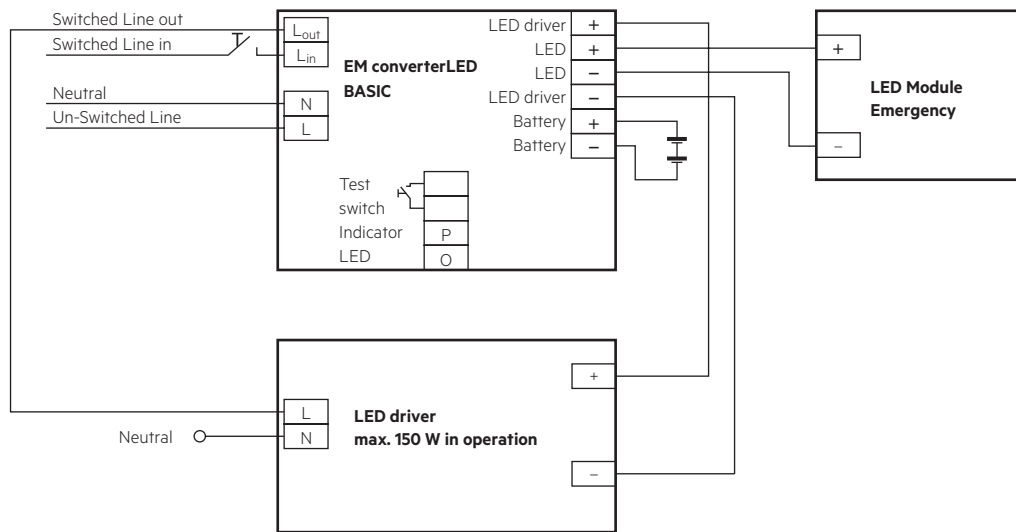 Switched Line out
Switched Line in
Neutral
Un-Switched Line
Lout
Lin
N
L
EM converterLED
BASIC
LED driver +
LED +
LED −
LED driver −
Battery +
Battery −
Test
switch
Indicator P
LED O
+
−
LED Module
Emergency
L
N
Neutral
LED driver
max. 150 W in operation
+
−